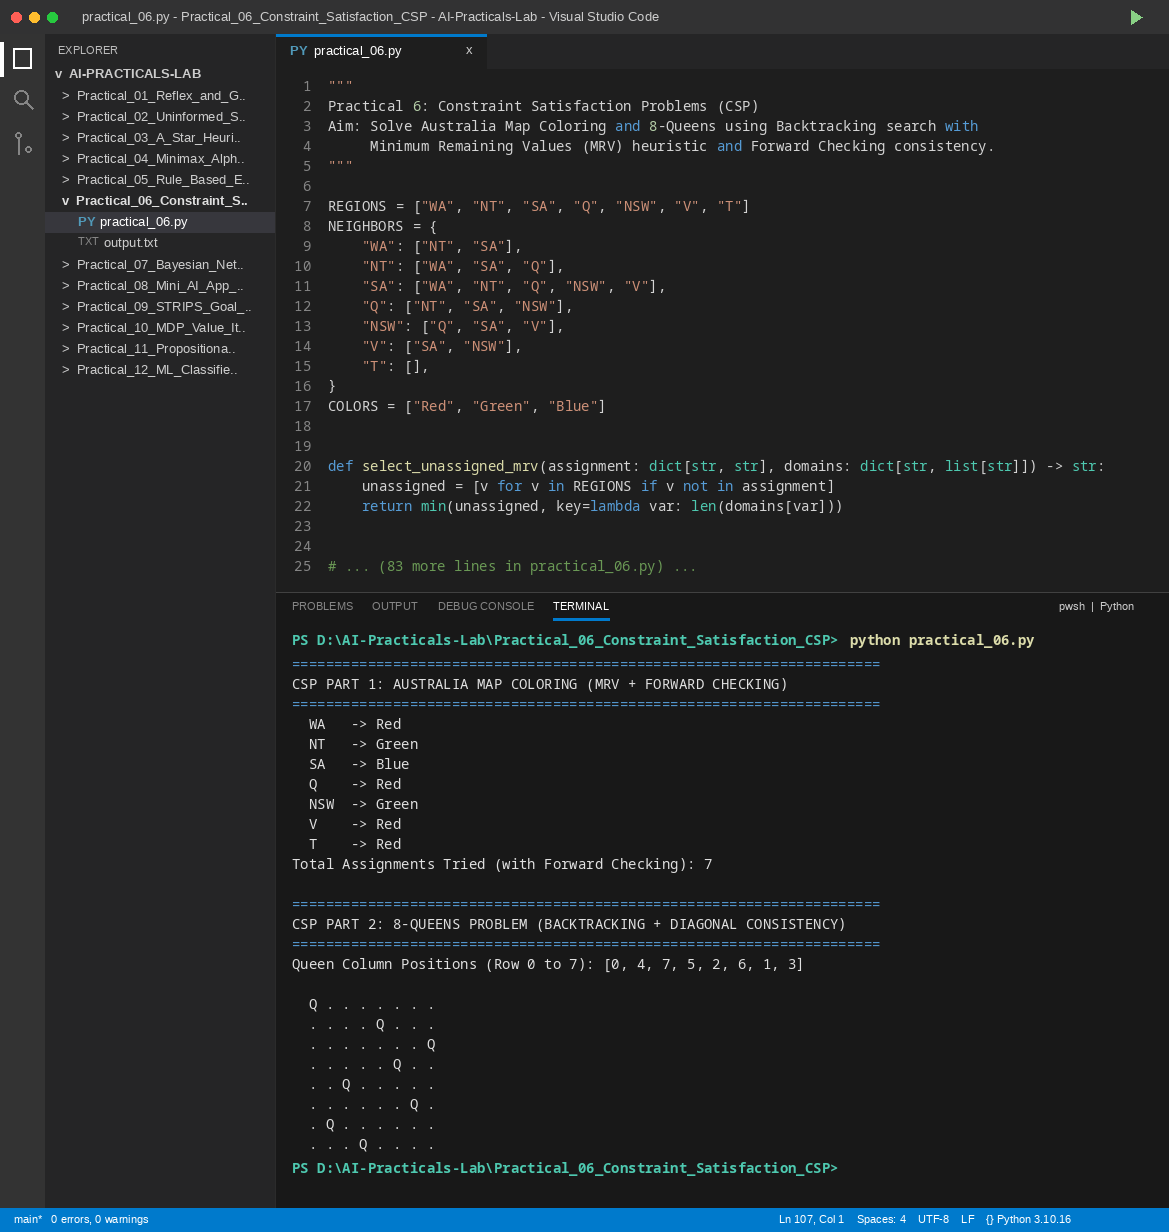 practical_06.py - Practical_06_Constraint_Satisfaction_CSP - AI-Practicals-Lab - Visual Studio Code
EXPLORER
v AI-PRACTICALS-LAB
> Practical_01_Reflex_and_G..
> Practical_02_Uninformed_S..
> Practical_03_A_Star_Heuri..
> Practical_04_Minimax_Alph..
> Practical_05_Rule_Based_E..
v Practical_06_Constraint_S..
PY practical_06.py
TXT output.txt
> Practical_07_Bayesian_Net..
> Practical_08_Mini_AI_App_..
> Practical_09_STRIPS_Goal_..
> Practical_10_MDP_Value_It..
> Practical_11_Propositiona..
> Practical_12_ML_Classifie..
PY practical_06.py x
1 """
2 Practical 6: Constraint Satisfaction Problems (CSP)
3 Aim: Solve Australia Map Coloring and 8-Queens using Backtracking search with
4      Minimum Remaining Values (MRV) heuristic and Forward Checking consistency.
5 """
6
7 REGIONS = ["WA", "NT", "SA", "Q", "NSW", "V", "T"]
8 NEIGHBORS = {
9     "WA": ["NT", "SA"],
10     "NT": ["WA", "SA", "Q"],
11     "SA": ["WA", "NT", "Q", "NSW", "V"],
12     "Q": ["NT", "SA", "NSW"],
13     "NSW": ["Q", "SA", "V"],
14     "V": ["SA", "NSW"],
15     "T": [],
16 }
17 COLORS = ["Red", "Green", "Blue"]
18
19
20 def select_unassigned_mrv(assignment: dict[str, str], domains: dict[str, list[str]]) -> str:
21     unassigned = [v for v in REGIONS if v not in assignment]
22     return min(unassigned, key=lambda var: len(domains[var]))
23
24
25 # ... (83 more lines in practical_06.py) ...
PROBLEMS OUTPUT DEBUG CONSOLE TERMINAL pwsh | Python
PS D:\AI-Practicals-Lab\Practical_06_Constraint_Satisfaction_CSP> python practical_06.py
======================================================================
CSP PART 1: AUSTRALIA MAP COLORING (MRV + FORWARD CHECKING)
======================================================================
  WA   -> Red
  NT   -> Green
  SA   -> Blue
  Q    -> Red
  NSW  -> Green
  V    -> Red
  T    -> Red
Total Assignments Tried (with Forward Checking): 7
======================================================================
CSP PART 2: 8-QUEENS PROBLEM (BACKTRACKING + DIAGONAL CONSISTENCY)
======================================================================
Queen Column Positions (Row 0 to 7): [0, 4, 7, 5, 2, 6, 1, 3]
  Q . . . . . . .
  . . . . Q . . .
  . . . . . . . Q
  . . . . . Q . .
  . . Q . . . . .
  . . . . . . Q .
  . Q . . . . . .
  . . . Q . . . .
PS D:\AI-Practicals-Lab\Practical_06_Constraint_Satisfaction_CSP>
main* 0 errors, 0 warnings Ln 107, Col 1 Spaces: 4 UTF-8 LF {} Python 3.10.16